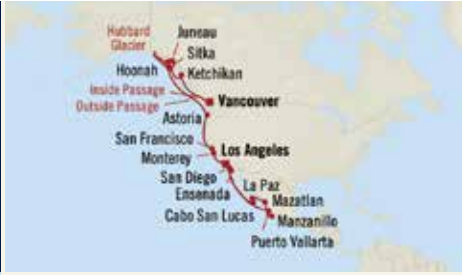 Hubbard
Glacier
Juneau
Sitka
Hoonah
Ketchikan
Inside Passage
Outside Passage
Vancouver
Astoria
San Francisco
Monterey
Los Angeles
San Diego
Ensenada
La Paz
Mazatlan
Cabo San Lucas
Manzanillo
Puerto Vallarta